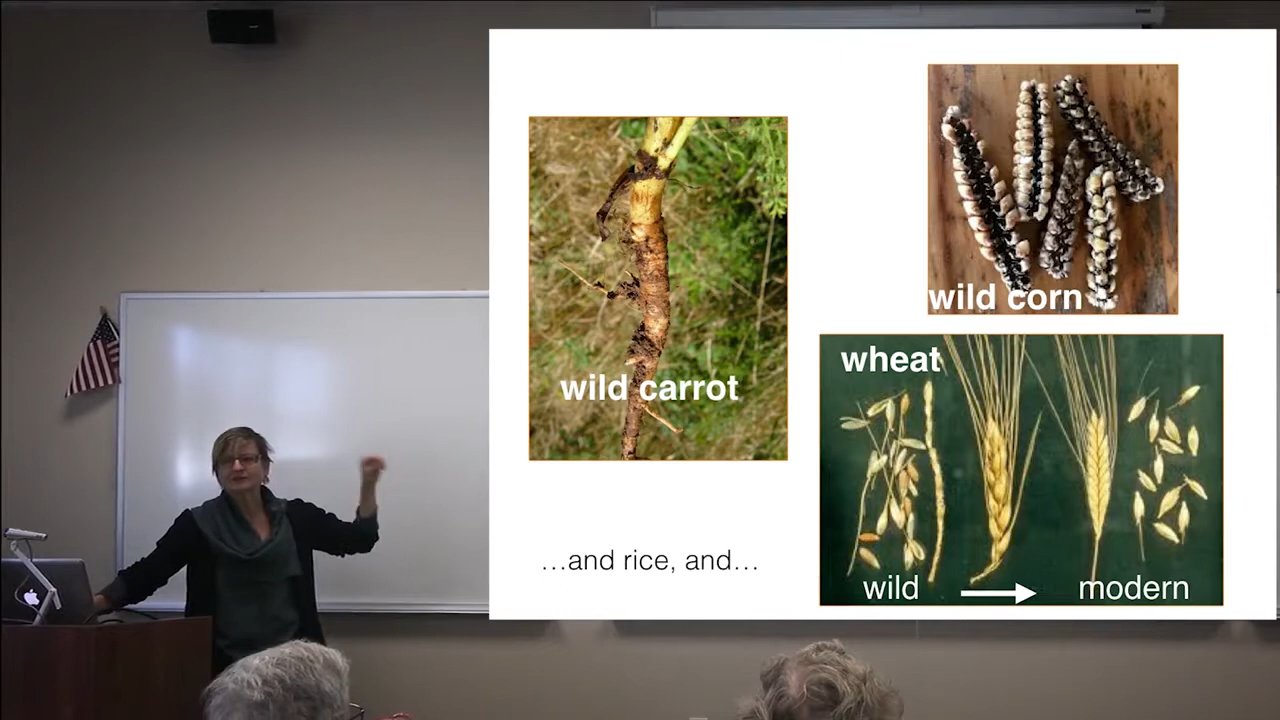 wild corn
wild carrot
wheat
wild
modern
…and rice, and…